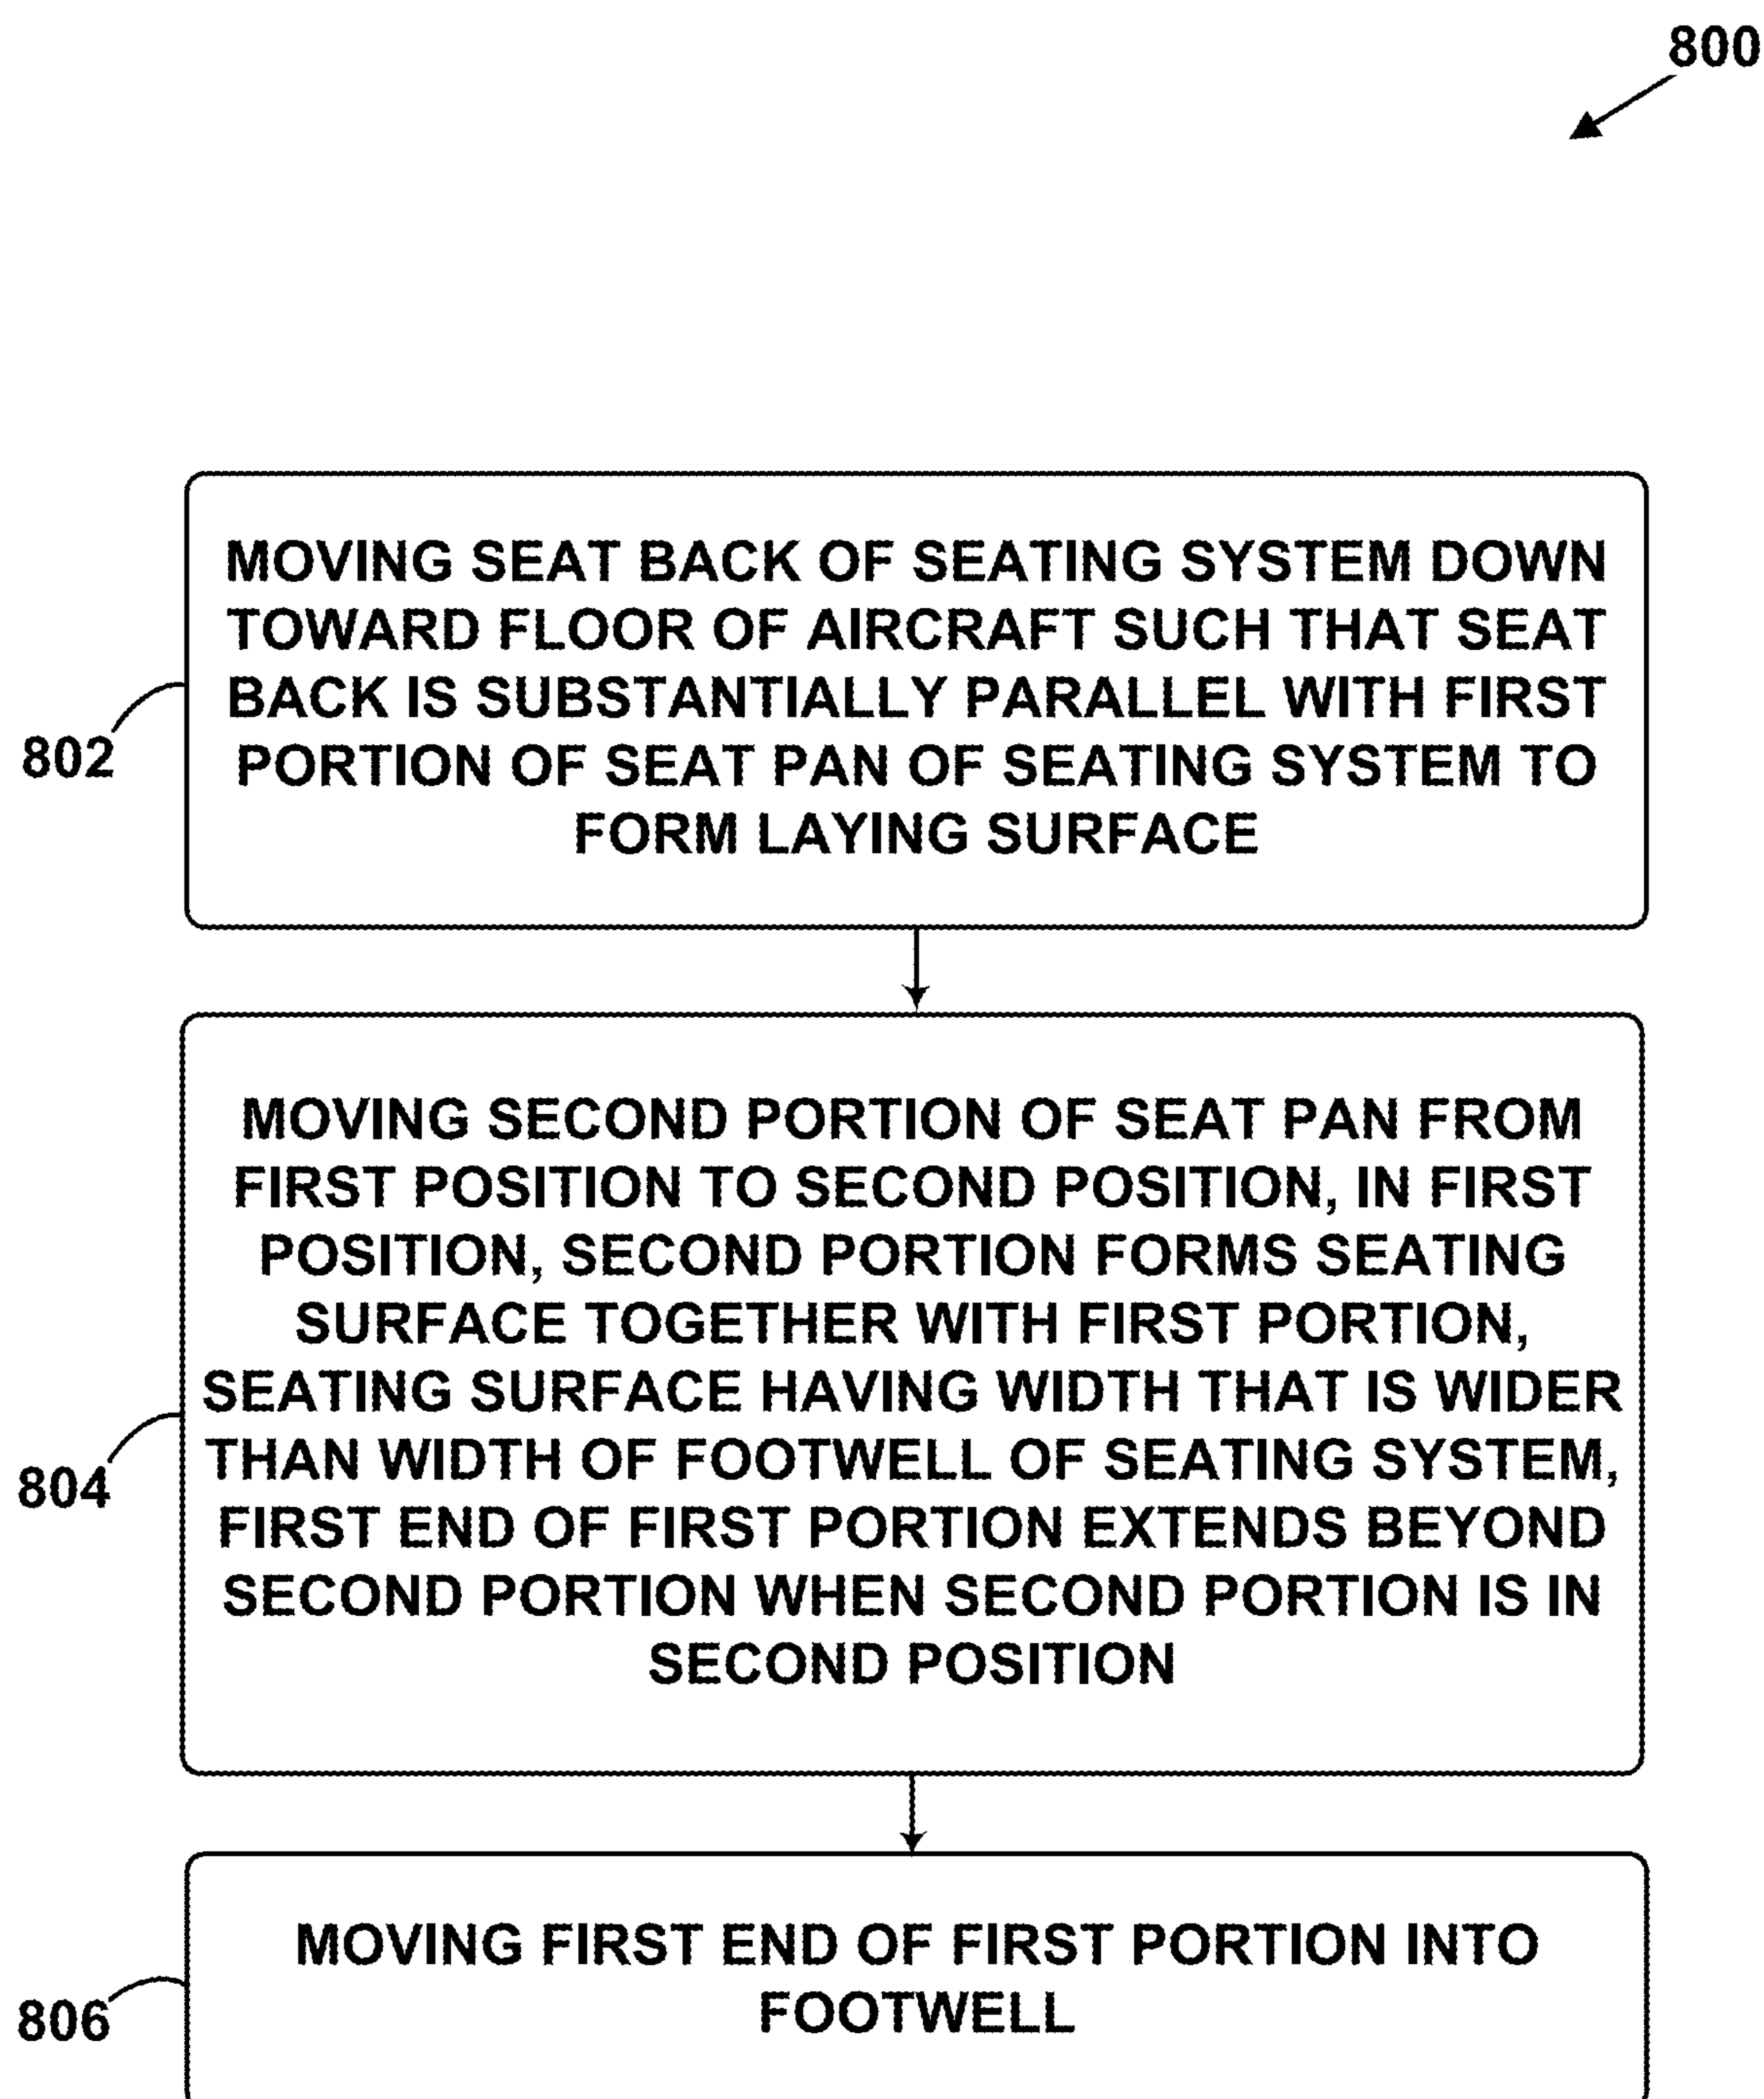 800
MOVING SEAT BACK OF SEATING SYSTEM DOWN
TOWARD FLOOR OF AIRCRAFT SUCH THAT SEAT
BACK IS SUBSTANTIALLY PARALLEL WITH FIRST
PORTION OF SEAT PAN OF SEATING SYSTEM TO
FORM LAYING SURFACE
802
MOVING SECOND PORTION OF SEAT PAN FROM
FIRST POSITION TO SECOND POSITION, IN FIRST
POSITION, SECOND PORTION FORMS SEATING
SURFACE TOGETHER WITH FIRST PORTION,
SEATING SURFACE HAVING WIDTH THAT IS WIDER
THAN WIDTH OF FOOTWELL OF SEATING SYSTEM,
FIRST END OF FIRST PORTION EXTENDS BEYOND
SECOND PORTION WHEN SECOND PORTION IS IN
SECOND POSITION
804
MOVING FIRST END OF FIRST PORTION INTO
FOOTWELL
806